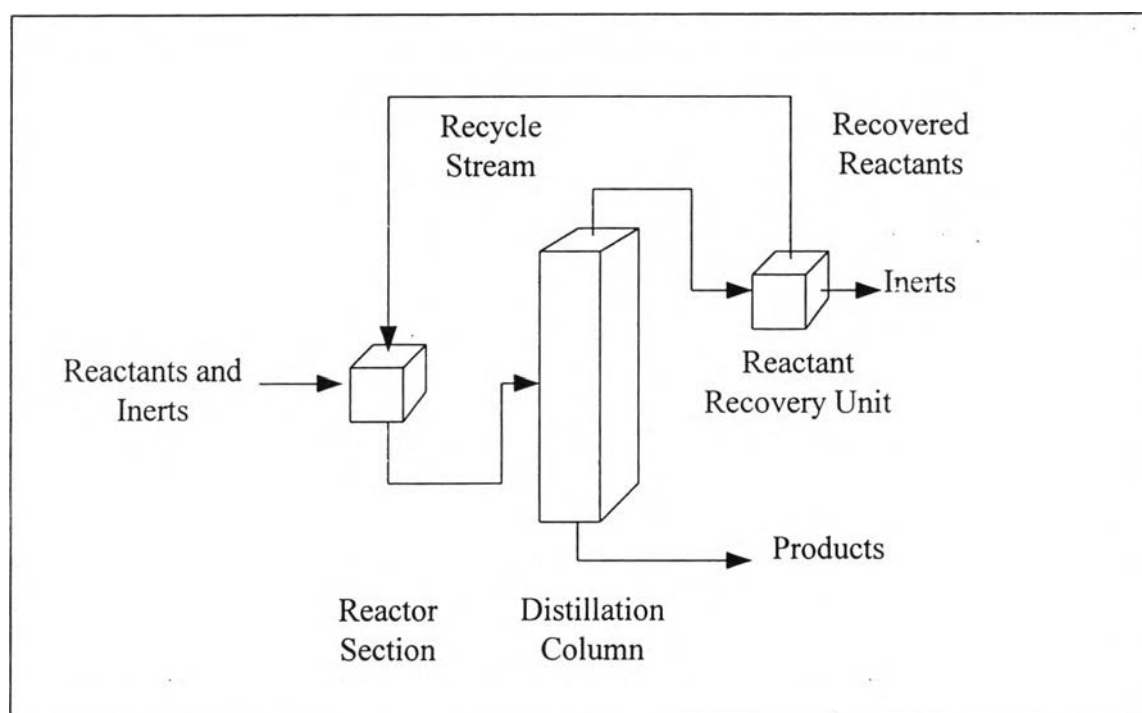 Recycle
Stream
Recovered
Reactants
Inerts
Reactants and
Inerts
Reactant
Recovery Unit
Products
Reactor
Section
Distillation
Column